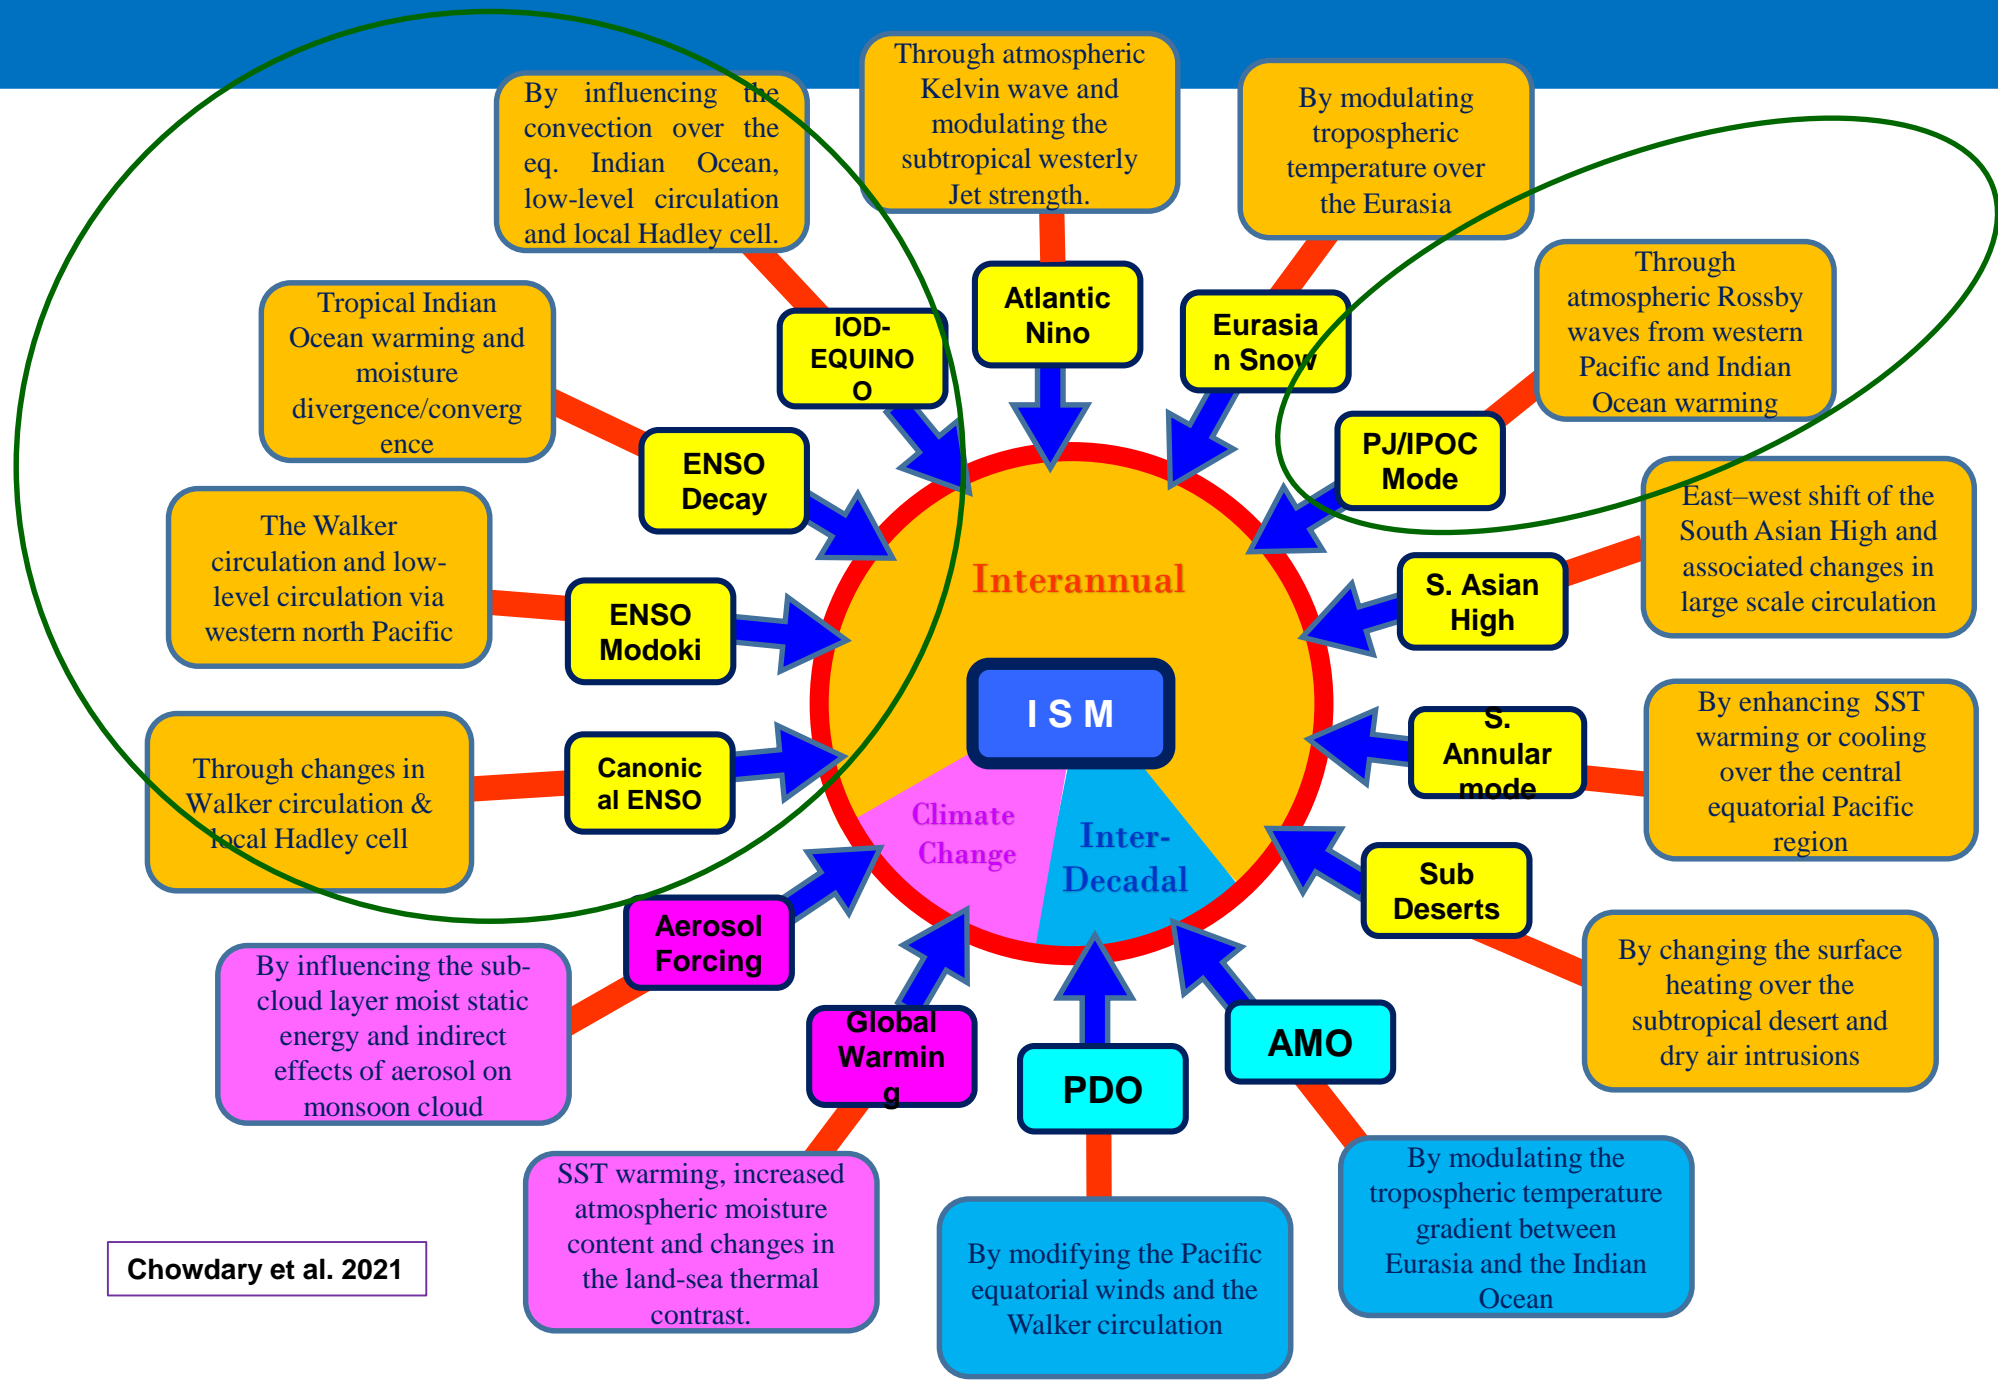 By influencing the
convection over the
eq. Indian Ocean,
low-level circulation
and local Hadley cell.
Through atmospheric
Kelvin wave and
modulating the
subtropical westerly
Jet strength.
By modulating
tropospheric
temperature over
the Eurasia
Through
atmospheric Rossby
waves from western
Pacific and Indian
Ocean warming
Tropical Indian
Ocean warming and
moisture
divergence/converg
ence
IOD-
EQUINO
O
Atlantic
Nino
Eurasia
n Snow
PJ/IPOC
Mode
ENSO
Decay
East–west shift of the
South Asian High and
associated changes in
large scale circulation
The Walker
circulation and low-
level circulation via
western north Pacific
ENSO
Modoki
Interannual
S. Asian
High
I S M
By enhancing SST
warming or cooling
over the central
equatorial Pacific
region
S.
Annular
mode
Through changes in
Walker circulation &
local Hadley cell
Canonic
al ENSO
Climate
Change
Inter-
Decadal
Sub
Deserts
Aerosol
Forcing
By changing the surface
heating over the
subtropical desert and
dry air intrusions
By influencing the sub-
cloud layer moist static
energy and indirect
effects of aerosol on
monsoon cloud
Global
Warmin
g
PDO
AMO
SST warming, increased
atmospheric moisture
content and changes in
the land-sea thermal
contrast.
By modifying the Pacific
equatorial winds and the
Walker circulation
By modulating the
tropospheric temperature
gradient between
Eurasia and the Indian
Ocean
Chowdary et al. 2021